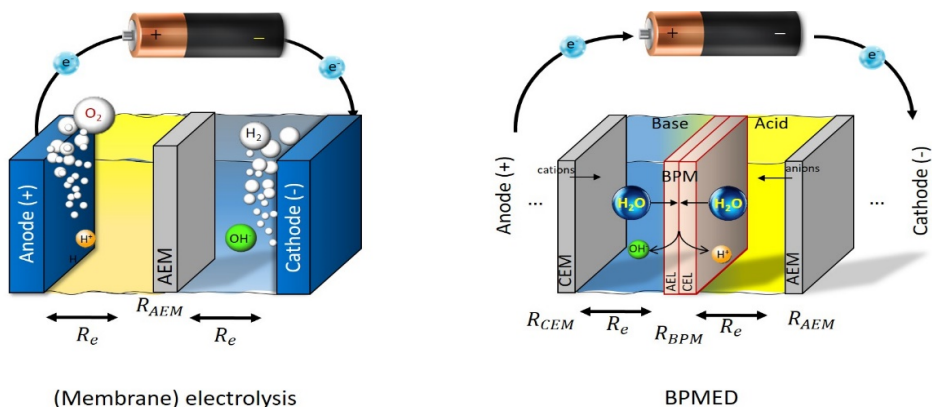 + −
e⁻ e⁻
O₂
H₂
Anode (+)
H⁺
H
AEM
OH⁻
Cathode (-)
R_AEM
R_e R_e
(Membrane) electrolysis
+ −
e⁻ e⁻
Base Acid
cations BPM anions
Anode (+)
...
H₂O H₂O
...
Cathode (-)
OH⁻ H⁺
CEM AEL CEL AEM
R_CEM R_e R_BPM R_e R_AEM
BPMED